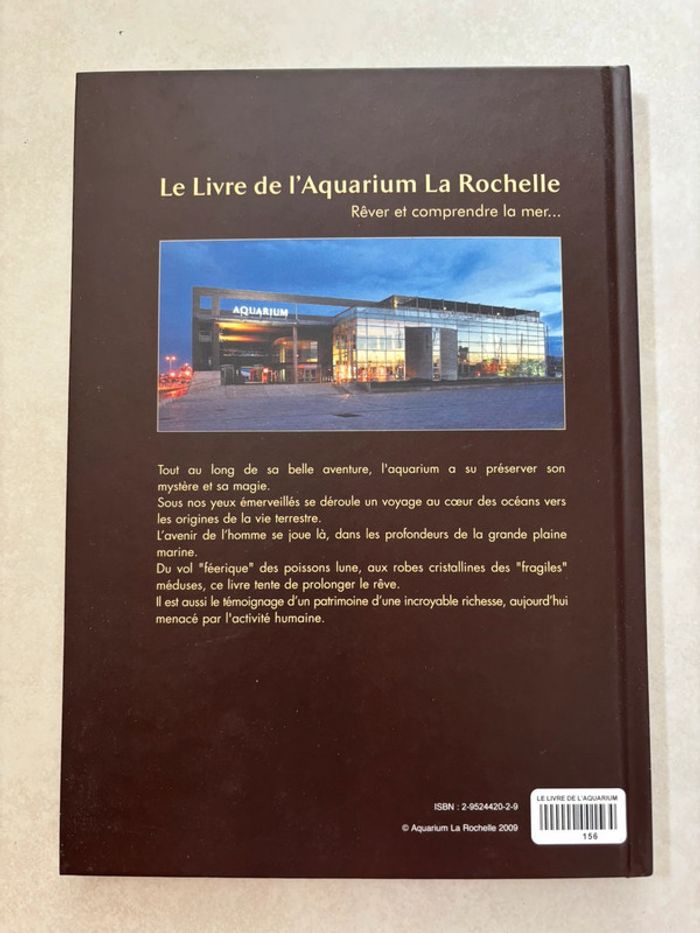 Le Livre de l'Aquarium La Rochelle
Rêver et comprendre la mer...
AQUARIUM
Tout au long de sa belle aventure, l'aquarium a su préserver son
mystère et sa magie.
Sous nos yeux émerveillés se déroule un voyage au cœur des océans vers
les origines de la vie terrestre.
L'avenir de l'homme se joue là, dans les profondeurs de la grande plaine
marine.
Du vol "féerique" des poissons lune, aux robes cristallines des "fragiles"
méduses, ce livre tente de prolonger le rêve.
Il est aussi le témoignage d'un patrimoine d'une incroyable richesse, aujourd'hui
menacé par l'activité humaine.
ISBN : 2-9524420-2-9
© Aquarium La Rochelle 2009
LE LIVRE DE L'AQUARIUM
156